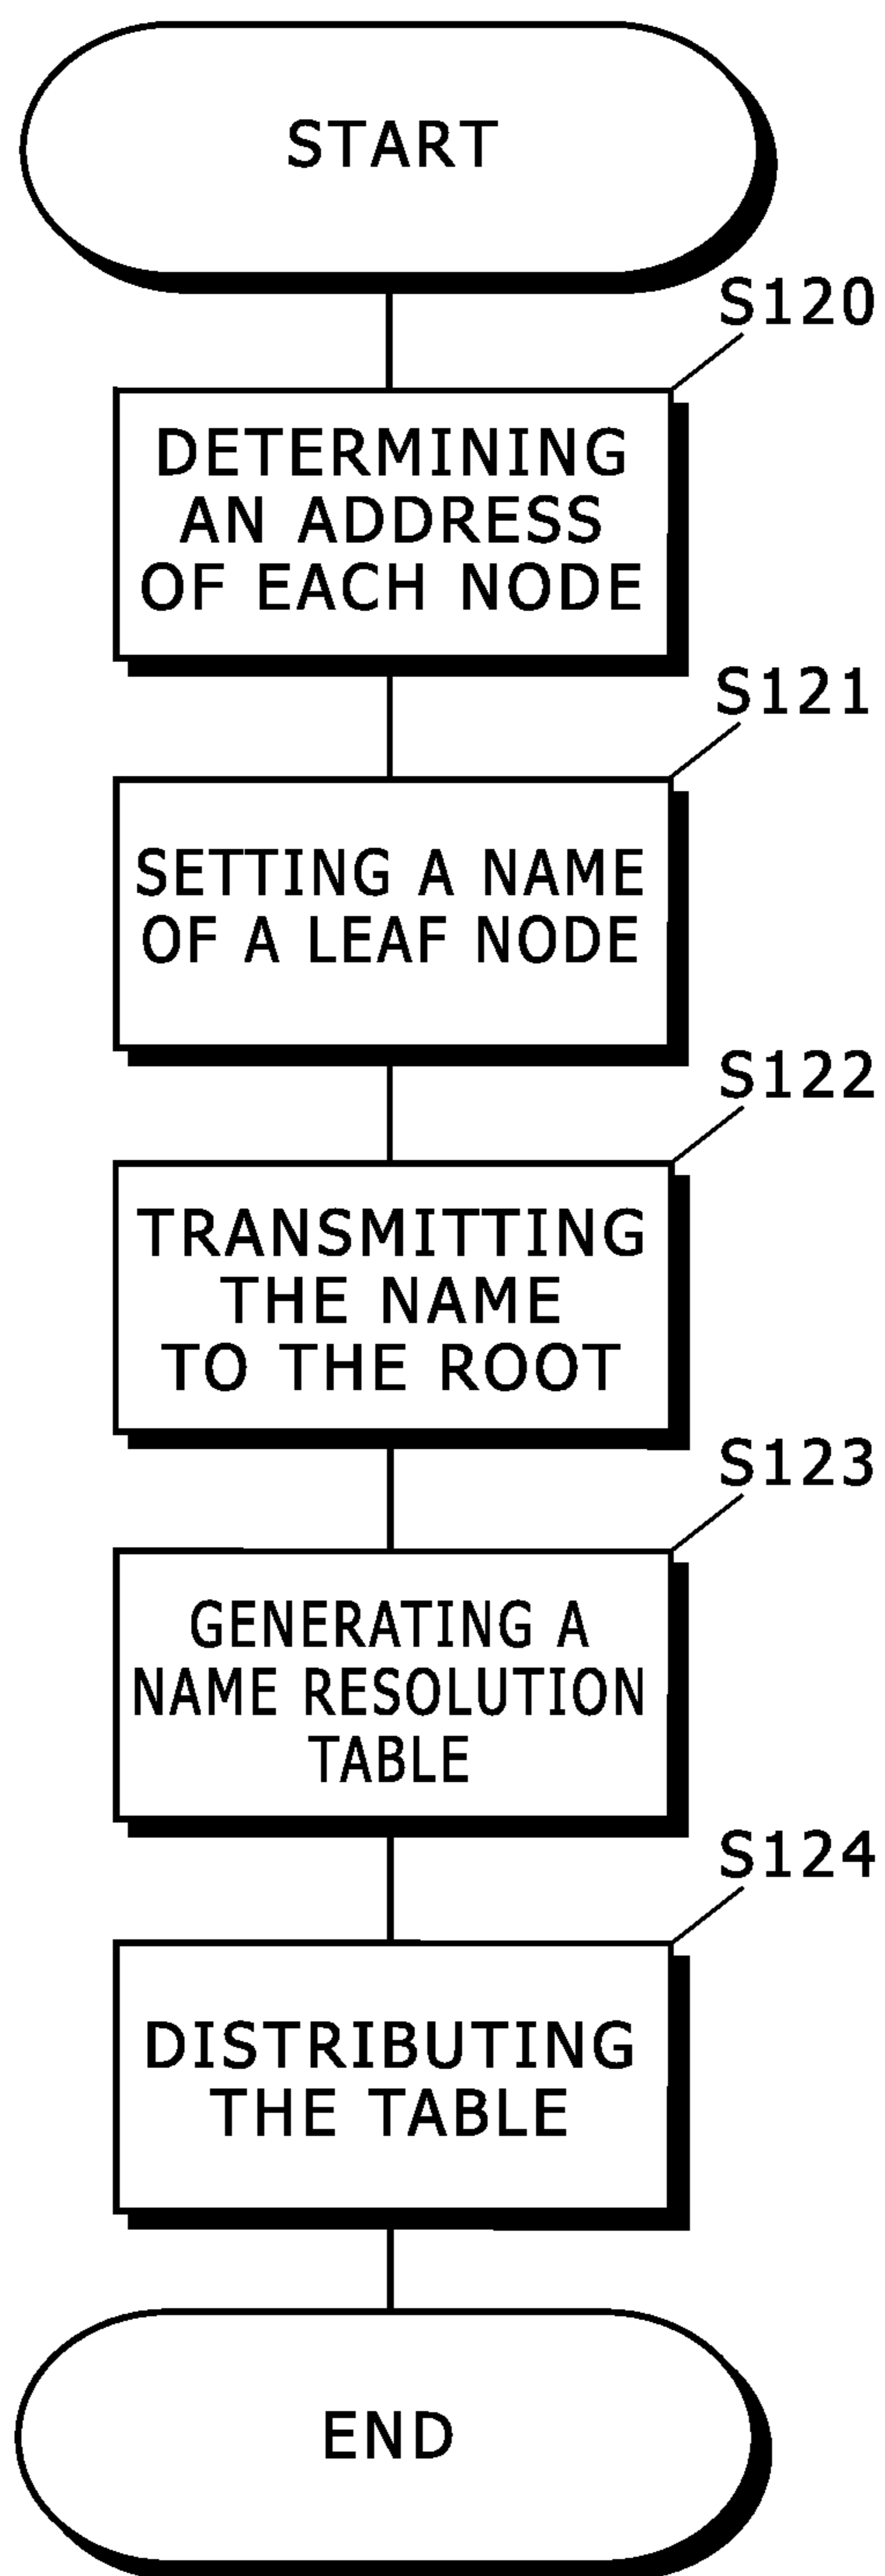 START
S120
DETERMINING
AN ADDRESS
OF EACH NODE
S121
SETTING A NAME
OF A LEAF NODE
S122
TRANSMITTING
THE NAME
TO THE ROOT
S123
GENERATING A
NAME RESOLUTION
TABLE
S124
DISTRIBUTING
THE TABLE
END